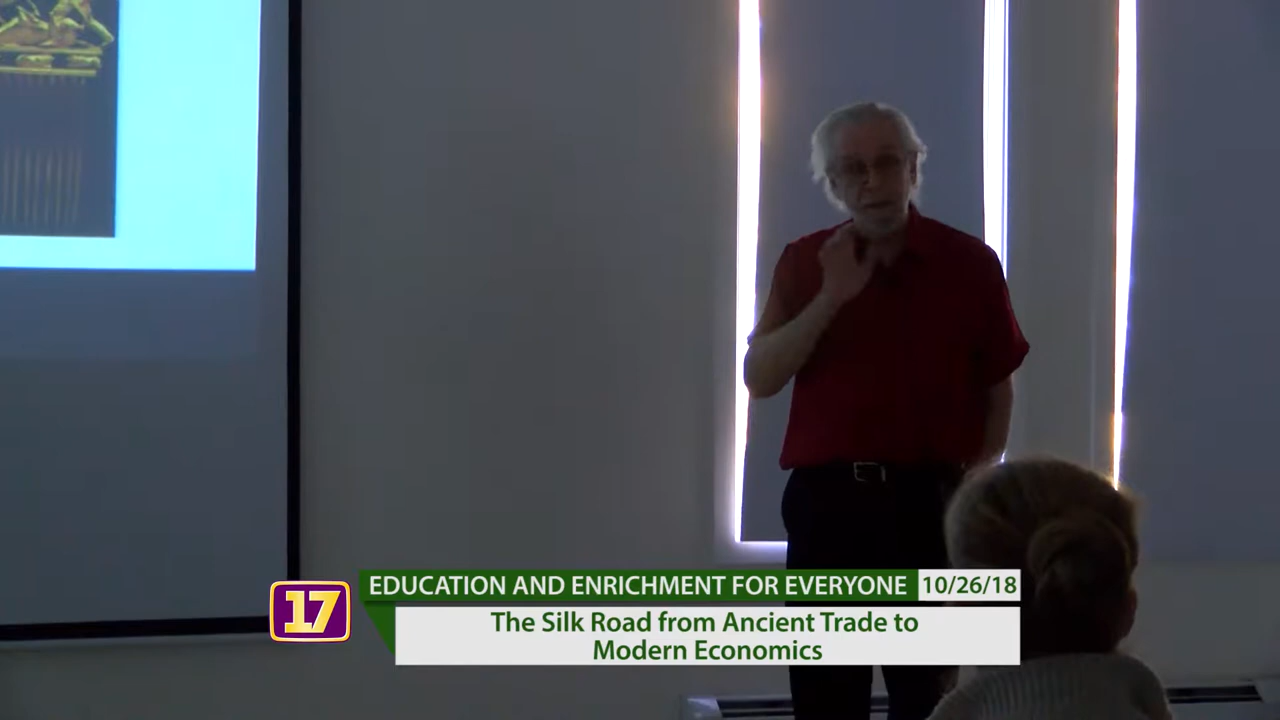 17
EDUCATION AND ENRICHMENT FOR EVERYONE 10/26/18
The Silk Road from Ancient Trade to
Modern Economics